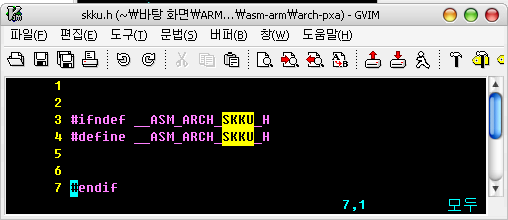 skku.h (~\바탕 화면\ARM...\asm-arm\arch-pxa) - GVIM
파일(F) 편집(E) 도구(T) 문법(S) 버퍼(B) 창(W) 도움말(H)
1
2
3 #ifndef __ASM_ARCH_SKKU_H
4 #define __ASM_ARCH_SKKU_H
5
6
7 #endif
7,1 모두